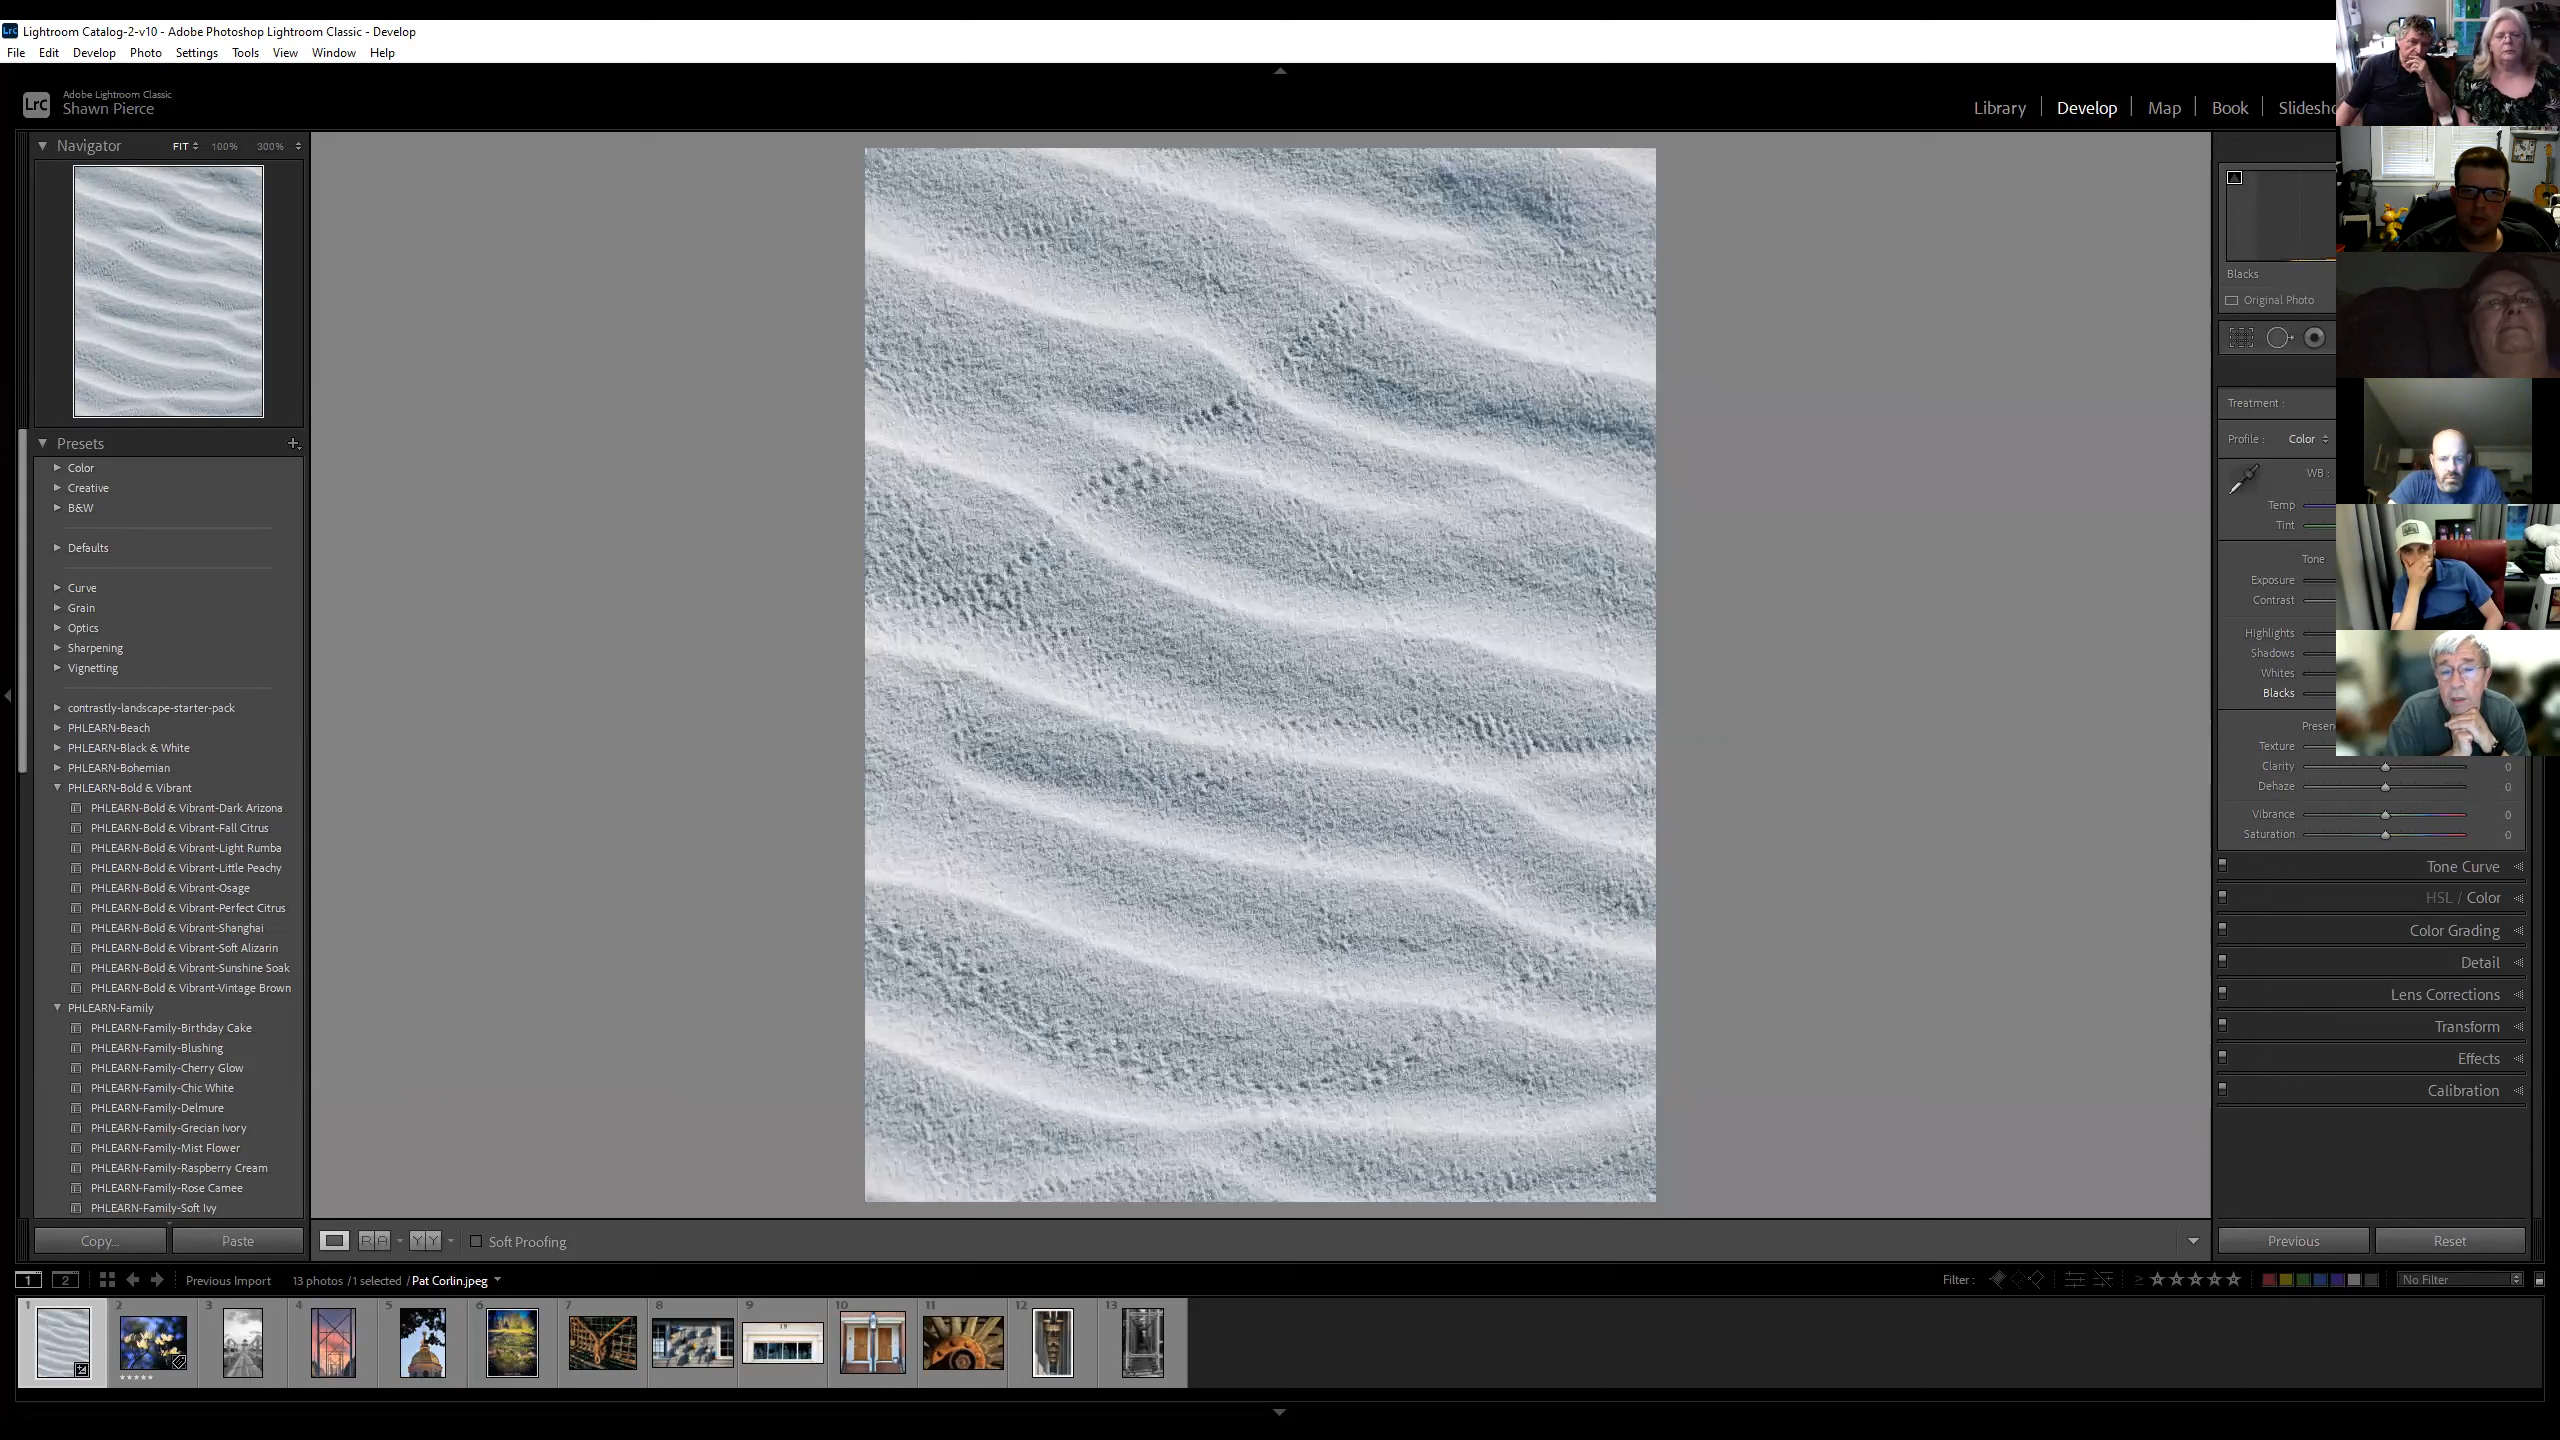 Lightroom Catalog-2-v10 - Adobe Photoshop Lightroom Classic - Develop
File Edit Develop Photo Settings Tools View Window Help
LrC Adobe Lightroom Classic
Shawn Pierce
Library Develop Map Book Slidesho
Navigator FIT 100% 300%
Presets
Color
Creative
B&W
Defaults
Curve
Grain
Optics
Sharpening
Vignetting
contrastly-landscape-starter-pack
PHLEARN-Beach
PHLEARN-Black & White
PHLEARN-Bohemian
PHLEARN-Bold & Vibrant
PHLEARN-Bold & Vibrant-Dark Arizona
PHLEARN-Bold & Vibrant-Fall Citrus
PHLEARN-Bold & Vibrant-Light Rumba
PHLEARN-Bold & Vibrant-Little Peachy
PHLEARN-Bold & Vibrant-Osage
PHLEARN-Bold & Vibrant-Perfect Citrus
PHLEARN-Bold & Vibrant-Shanghai
PHLEARN-Bold & Vibrant-Soft Alizarin
PHLEARN-Bold & Vibrant-Sunshine Soak
PHLEARN-Bold & Vibrant-Vintage Brown
PHLEARN-Family
PHLEARN-Family-Birthday Cake
PHLEARN-Family-Blushing
PHLEARN-Family-Cherry Glow
PHLEARN-Family-Chic White
PHLEARN-Family-Delmure
PHLEARN-Family-Grecian Ivory
PHLEARN-Family-Mist Flower
PHLEARN-Family-Raspberry Cream
PHLEARN-Family-Rose Camee
PHLEARN-Family-Soft Ivy
Copy... Paste
Soft Proofing
Blacks
Original Photo
Treatment :
Profile : Color
WB :
Temp
Tint
Tone
Exposure
Contrast
Highlights
Shadows
Whites
Blacks
Presen
Texture
Clarity 0
Dehaze 0
Vibrance 0
Saturation 0
Tone Curve
HSL / Color
Color Grading
Detail
Lens Corrections
Transform
Effects
Calibration
Previous Reset
1 2 Previous Import 13 photos / 1 selected / Pat Corlin.jpeg
Filter : No Filter
1 2 3 4 5 6 7 8 9 10 11 12 13